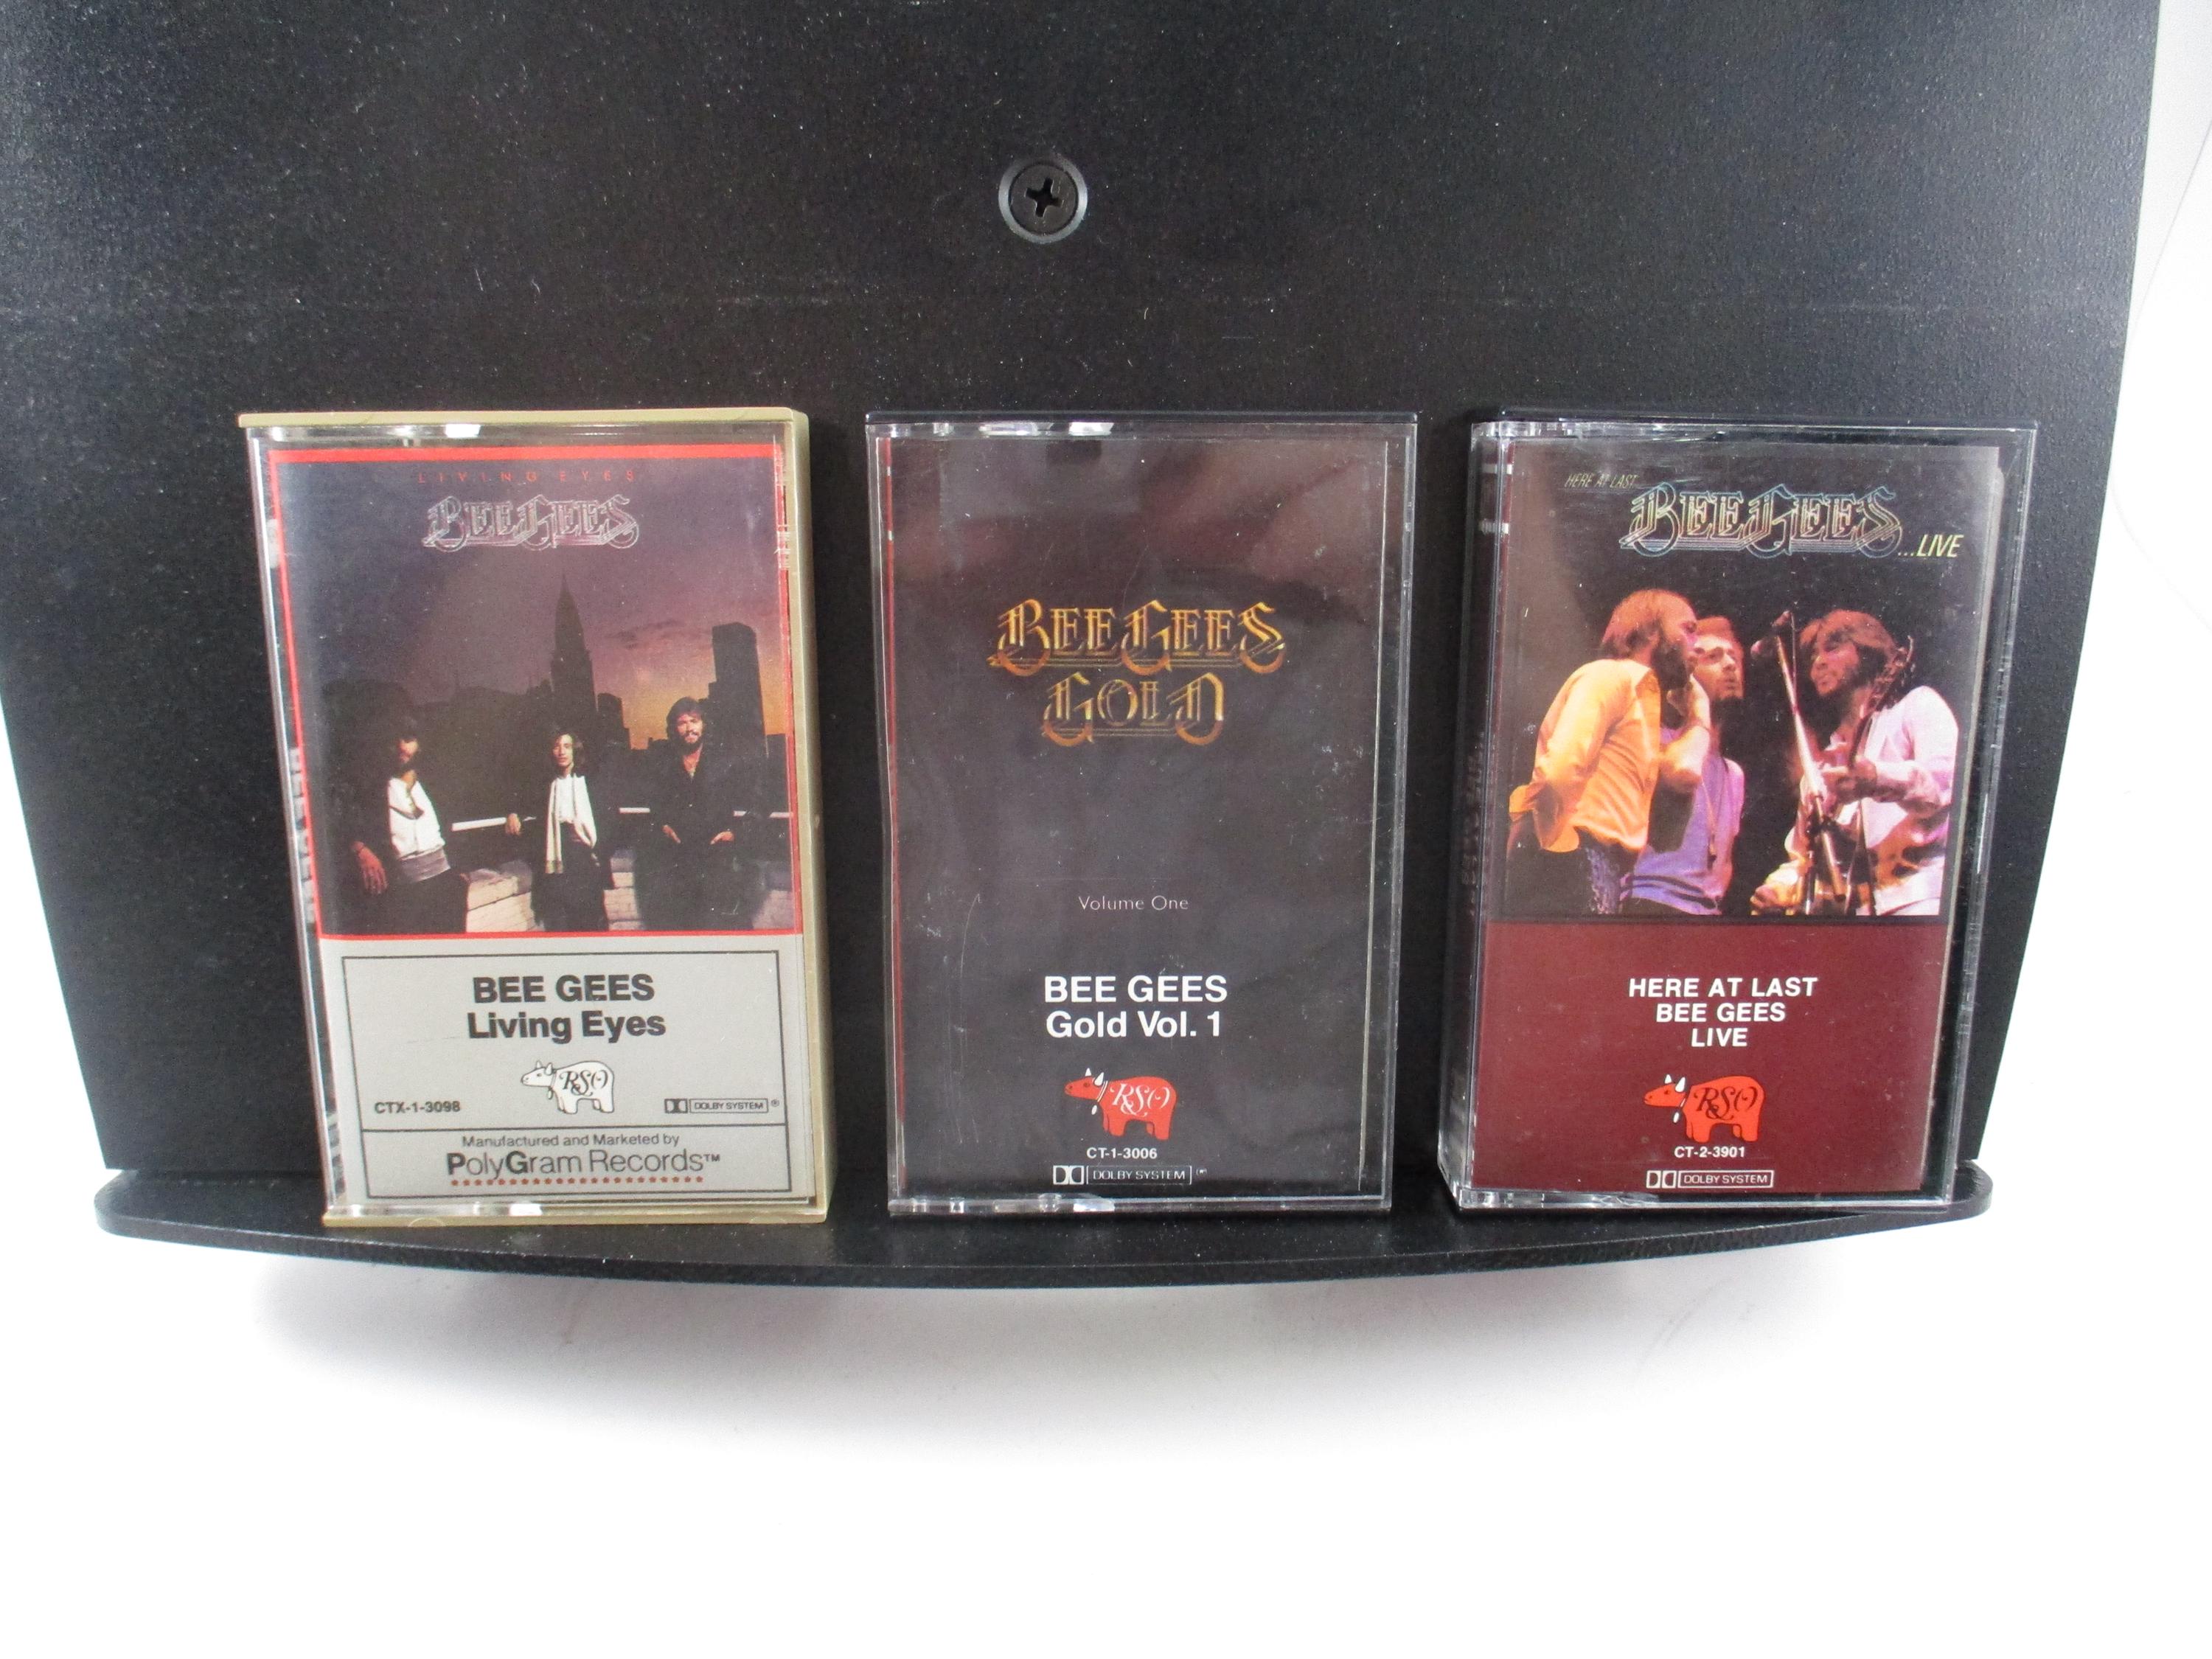 LIVING EYES
BEE GEES
BEE GEES
Living Eyes
RSO
CTX-1-3098
DOLBY SYSTEM ®
Manufactured and Marketed by
PolyGram Records™
BEE GEES
GOLD
Volume One
BEE GEES
Gold Vol. 1
RSO
CT-1-3006
DOLBY SYSTEM ®
HERE AT LAST...
BEE GEES
...LIVE
HERE AT LAST
BEE GEES
LIVE
RSO
CT-2-3901
DOLBY SYSTEM